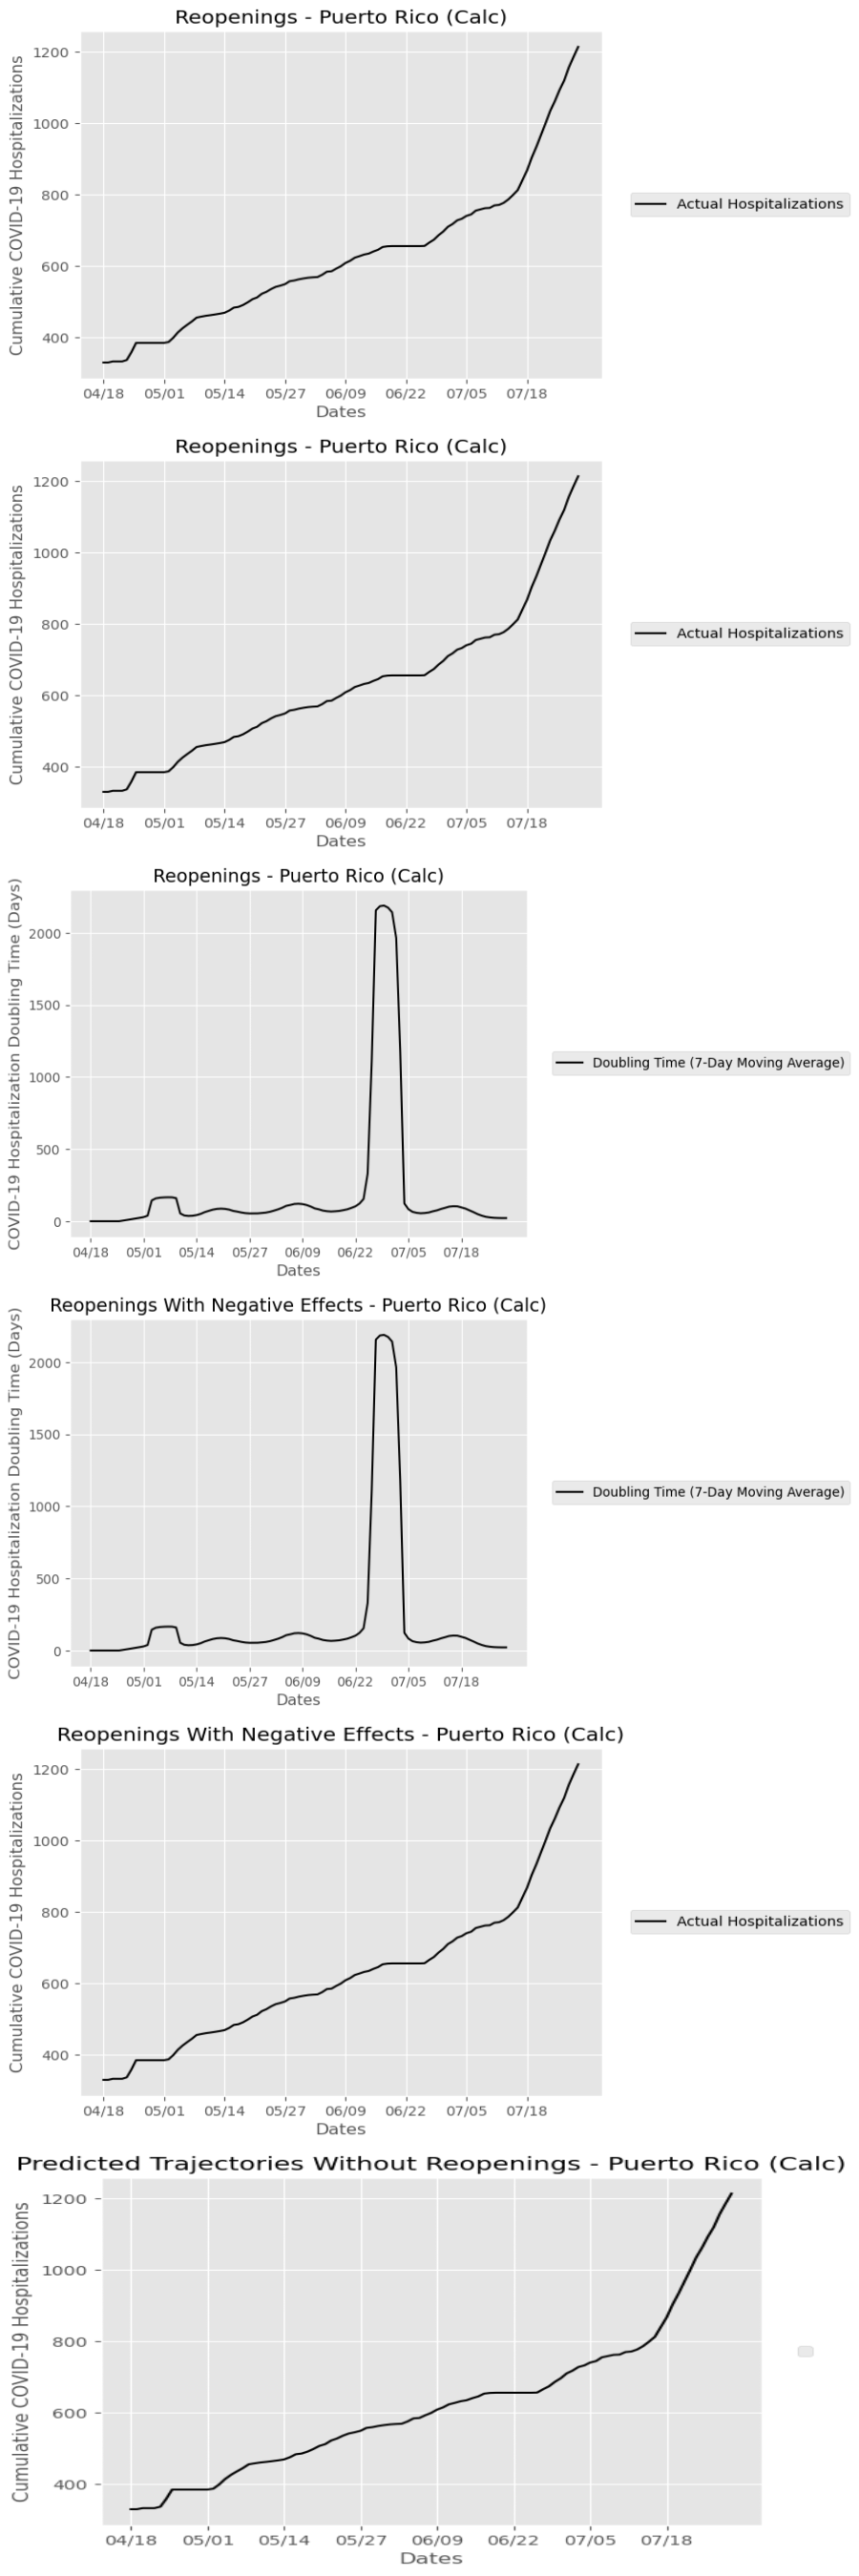 Reopenings - Puerto Rico (Calc)
Cumulative COVID-19 Hospitalizations
1200
1000
800
600
400
04/18 05/01 05/14 05/27 06/09 06/22 07/05 07/18
Dates
Actual Hospitalizations
Reopenings - Puerto Rico (Calc)
Cumulative COVID-19 Hospitalizations
1200
1000
800
600
400
04/18 05/01 05/14 05/27 06/09 06/22 07/05 07/18
Dates
Actual Hospitalizations
Reopenings - Puerto Rico (Calc)
COVID-19 Hospitalization Doubling Time (Days)
2000
1500
1000
500
0
04/18 05/01 05/14 05/27 06/09 06/22 07/05 07/18
Dates
Doubling Time (7-Day Moving Average)
Reopenings With Negative Effects - Puerto Rico (Calc)
COVID-19 Hospitalization Doubling Time (Days)
2000
1500
1000
500
0
04/18 05/01 05/14 05/27 06/09 06/22 07/05 07/18
Dates
Doubling Time (7-Day Moving Average)
Reopenings With Negative Effects - Puerto Rico (Calc)
Cumulative COVID-19 Hospitalizations
1200
1000
800
600
400
04/18 05/01 05/14 05/27 06/09 06/22 07/05 07/18
Dates
Actual Hospitalizations
Predicted Trajectories Without Reopenings - Puerto Rico (Calc)
Cumulative COVID-19 Hospitalizations
1200
1000
800
600
400
04/18 05/01 05/14 05/27 06/09 06/22 07/05 07/18
Dates